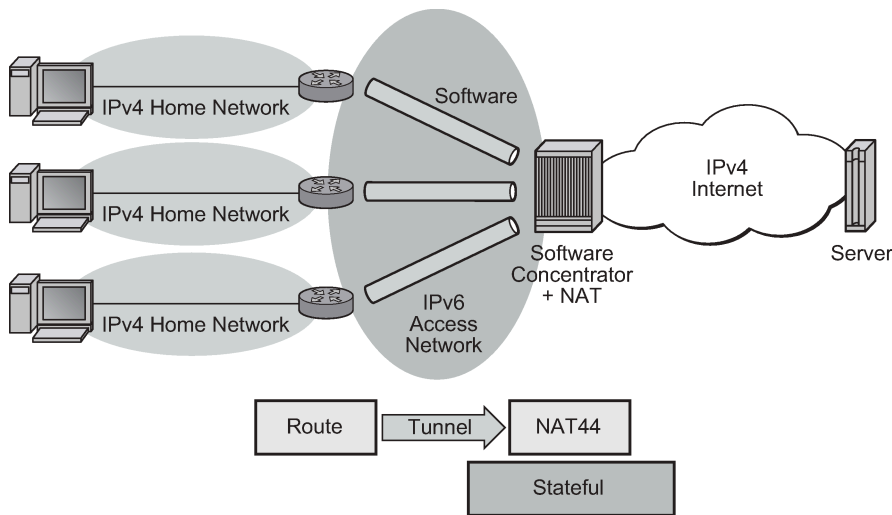 IPv4 Home Network
Software
IPv4 Home Network
IPv4 Home Network
IPv6
Access
Network
Software
Concentrator
+ NAT
IPv4
Internet
Server
Route
Tunnel
NAT44
Stateful